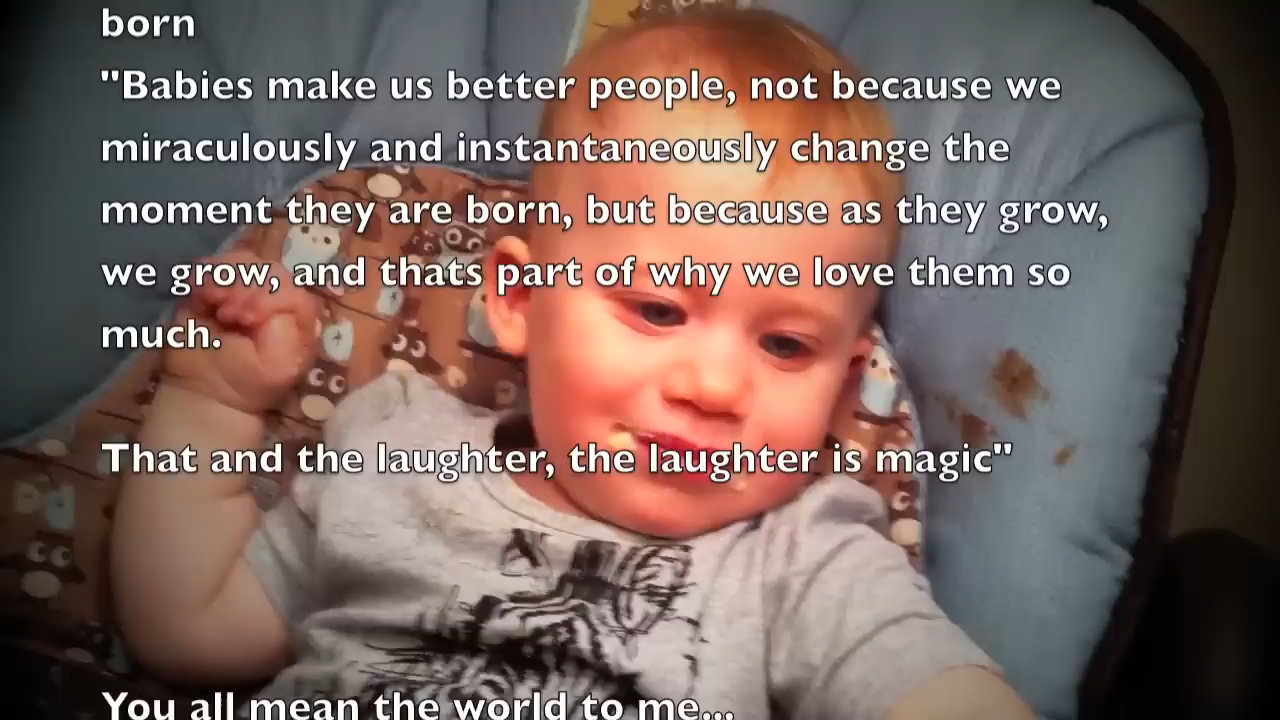 born
"Babies make us better people, not because we
miraculously and instantaneously change the
moment they are born, but because as they grow,
we grow, and thats part of why we love them so
much.
That and the laughter, the laughter is magic"
You all mean the world to me...